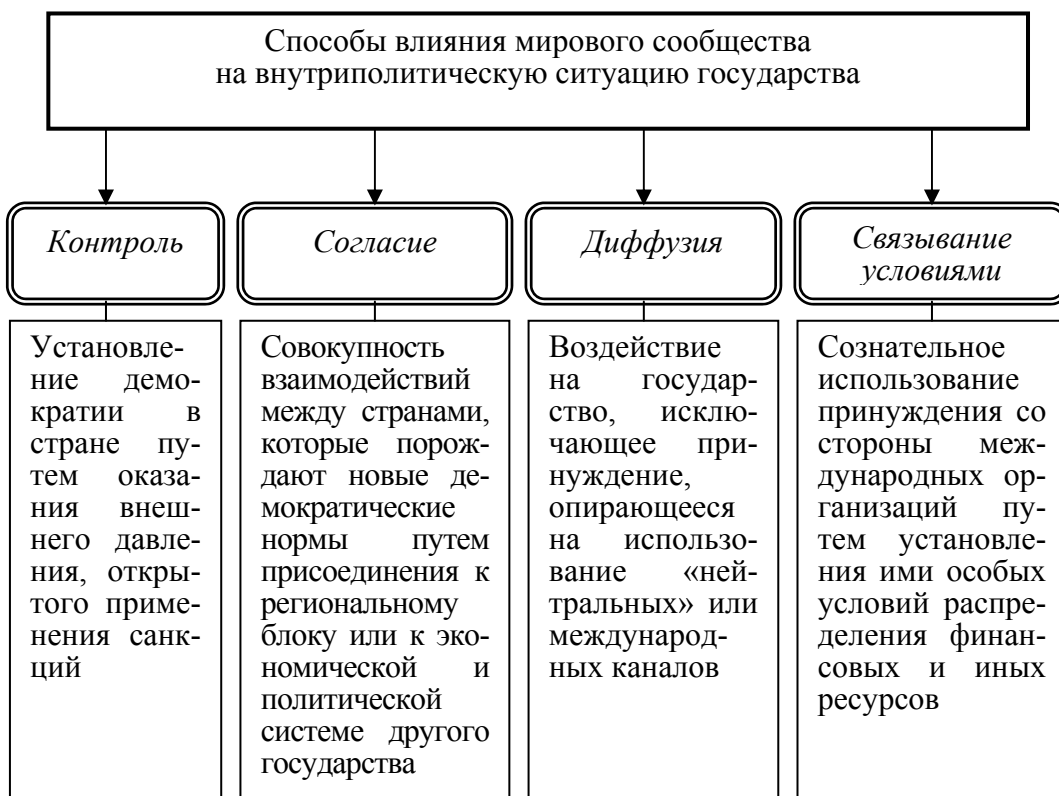 Способы влияния мирового сообщества
на внутриполитическую ситуацию государства
Контроль
Установле-
ние демо-
кратии в
стране пу-
тем оказа-
ния внеш-
него давле-
ния, откры-
того приме-
нения санк-
ций
Согласие
Совокупность
взаимодействий
между странами,
которые порож-
дают новые де-
мократические
нормы путем
присоединения к
региональному
блоку или к эко-
номической и
политической
системе другого
государства
Диффузия
Воздействие
на государ-
ство, исклю-
чающее при-
нуждение,
опирающееся
на использо-
вание «ней-
тральных» или
международ-
ных каналов
Связывание
условиями
Сознательное
использование
принуждения со
стороны меж-
дународных ор-
ганизаций пу-
тем установле-
ния ими особых
условий распре-
деления финан-
совых и иных
ресурсов